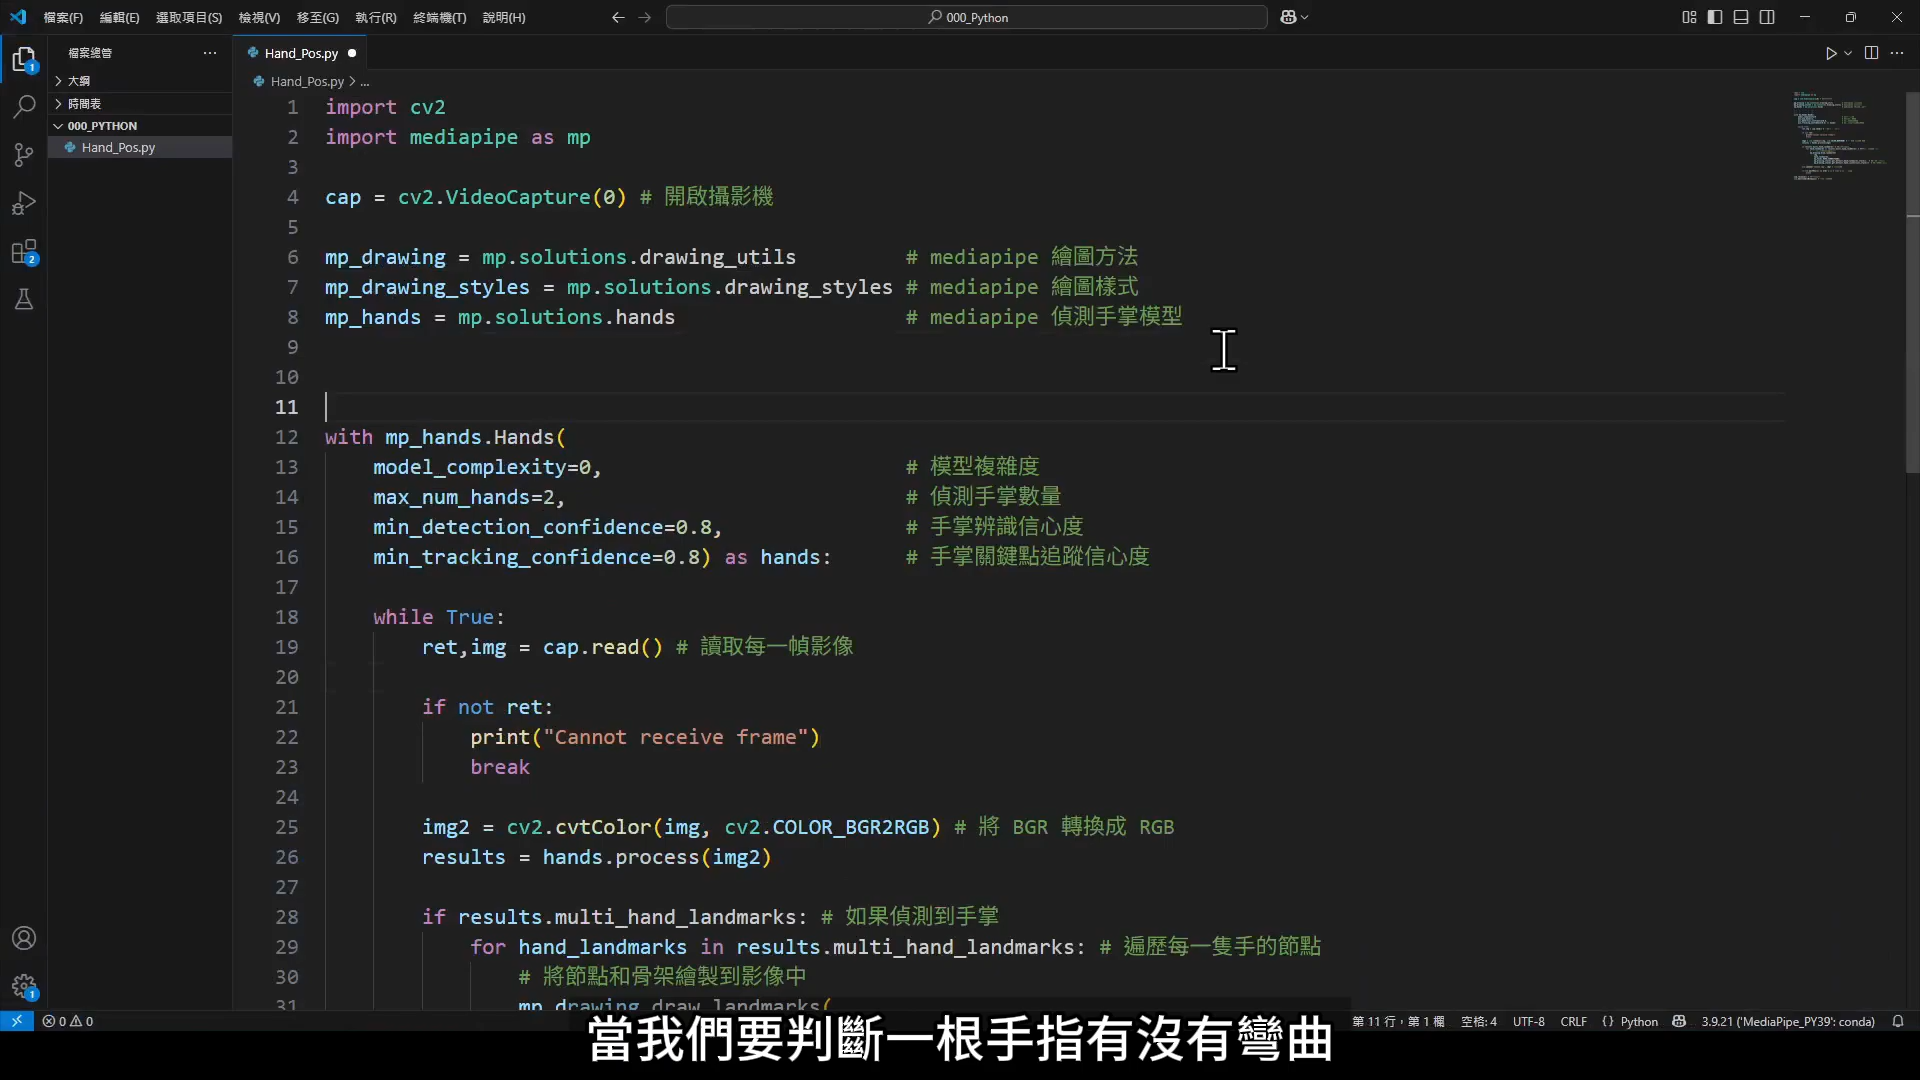 檔案(F) 編輯(E) 選取項目(S) 檢視(V) 移至(G) 執行(R) 終端機(T) 說明(H)
000_Python
檔案總管
大綱
時間表
000_PYTHON
Hand_Pos.py
Hand_Pos.py
Hand_Pos.py > ...
1 import cv2
2 import mediapipe as mp
3
4 cap = cv2.VideoCapture(0) # 開啟攝影機
5
6 mp_drawing = mp.solutions.drawing_utils # mediapipe 繪圖方法
7 mp_drawing_styles = mp.solutions.drawing_styles # mediapipe 繪圖樣式
8 mp_hands = mp.solutions.hands # mediapipe 偵測手掌模型
9
10
11
12 with mp_hands.Hands(
13 model_complexity=0, # 模型複雜度
14 max_num_hands=2, # 偵測手掌數量
15 min_detection_confidence=0.8, # 手掌辨識信心度
16 min_tracking_confidence=0.8) as hands: # 手掌關鍵點追蹤信心度
17
18 while True:
19 ret,img = cap.read() # 讀取每一幀影像
20
21 if not ret:
22 print("Cannot receive frame")
23 break
24
25 img2 = cv2.cvtColor(img, cv2.COLOR_BGR2RGB) # 將 BGR 轉換成 RGB
26 results = hands.process(img2)
27
28 if results.multi_hand_landmarks: # 如果偵測到手掌
29 for hand_landmarks in results.multi_hand_landmarks: # 遍歷每一隻手的節點
30 # 將節點和骨架繪製到影像中
31 mp_drawing.draw_landmarks(
1
2
1
0 0
第 11 行，第 1 欄 空格: 4 UTF-8 CRLF {} Python 3.9.21 ('MediaPipe_PY39': conda)
當我們要判斷一根手指有沒有彎曲